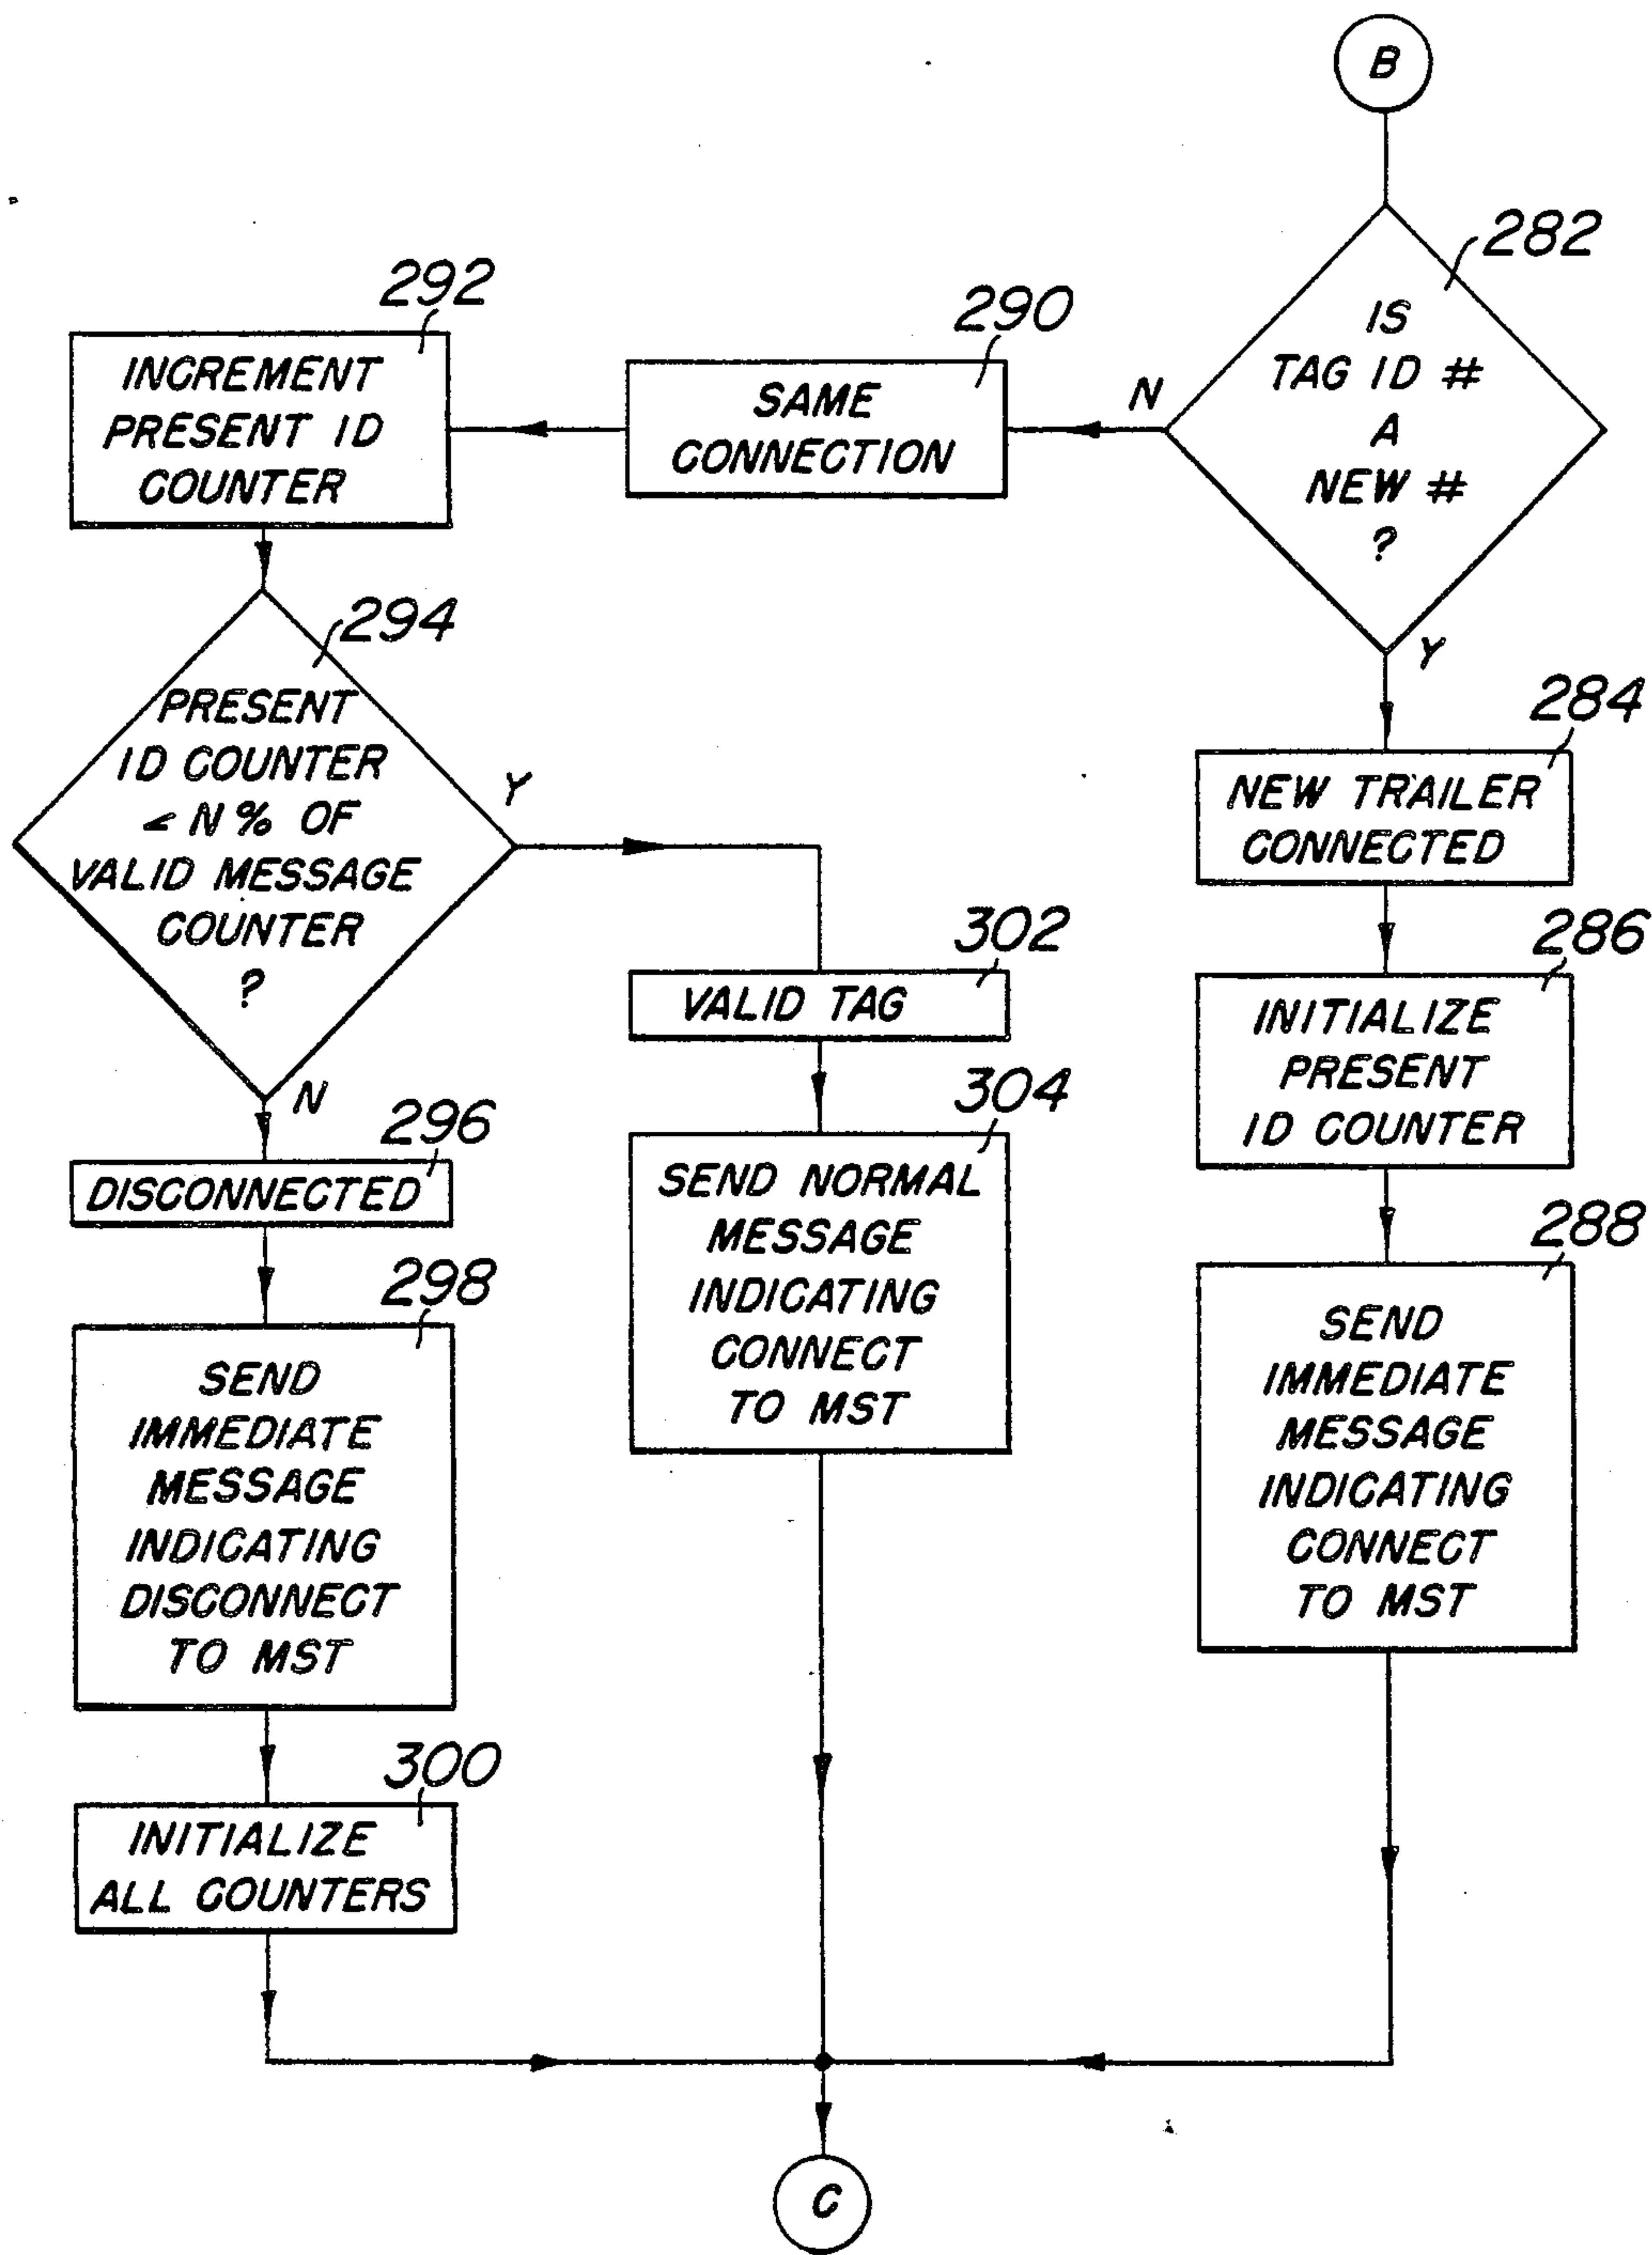 B
282
IS
TAG ID #
A
NEW #
?
N
Y
290
SAME
CONNECTION
292
INCREMENT
PRESENT ID
COUNTER
294
PRESENT
ID COUNTER
< N% OF
VALID MESSAGE
COUNTER
?
Y
N
284
NEW TRAILER
CONNECTED
286
INITIALIZE
PRESENT
ID COUNTER
288
SEND
IMMEDIATE
MESSAGE
INDICATING
CONNECT
TO MST
302
VALID TAG
304
SEND NORMAL
MESSAGE
INDICATING
CONNECT
TO MST
296
DISCONNECTED
298
SEND
IMMEDIATE
MESSAGE
INDICATING
DISCONNECT
TO MST
300
INITIALIZE
ALL COUNTERS
C